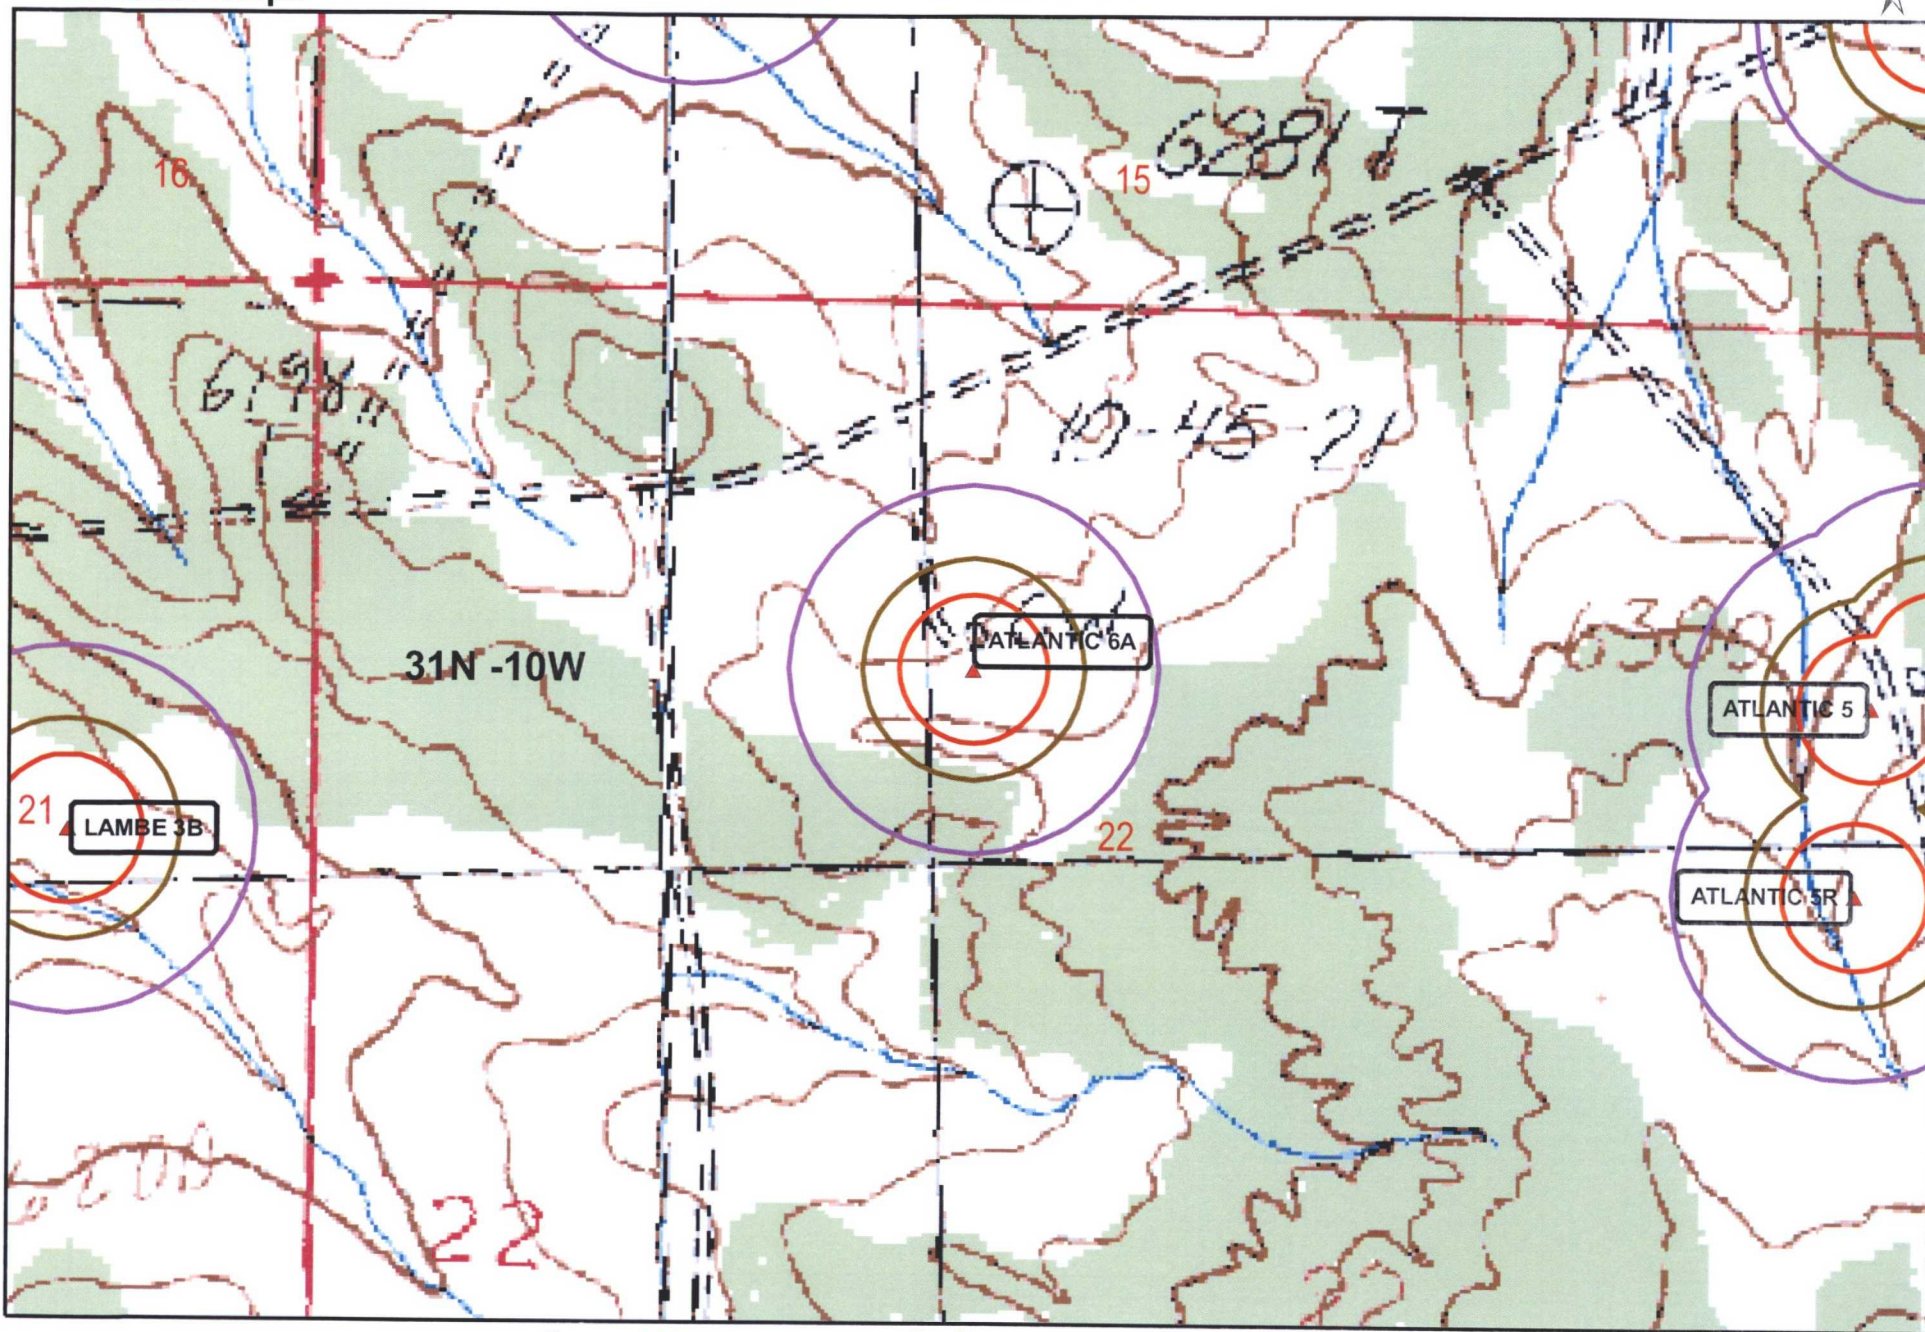 16
15
6281 T
6198
10-45-21
ATLANTIC 6A
31N -10W
ATLANTIC 5
21
LAMBE 3B
22
ATLANTIC 5R
22